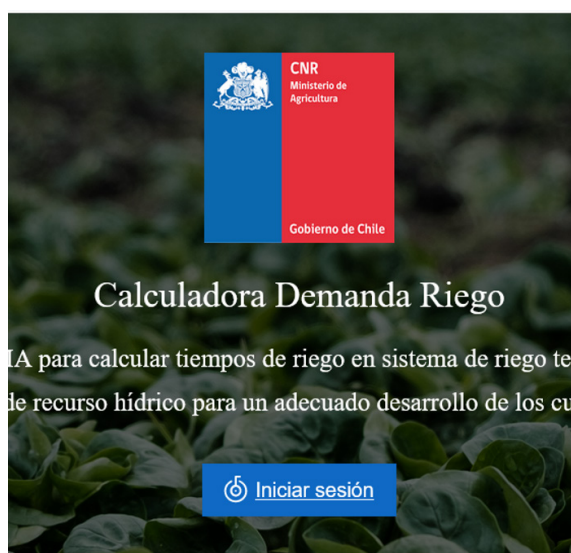 CNR
Ministerio de
Agricultura
Gobierno de Chile
Calculadora Demanda Riego
IA para calcular tiempos de riego en sistema de riego te
de recurso hídrico para un adecuado desarrollo de los cu
Iniciar sesión